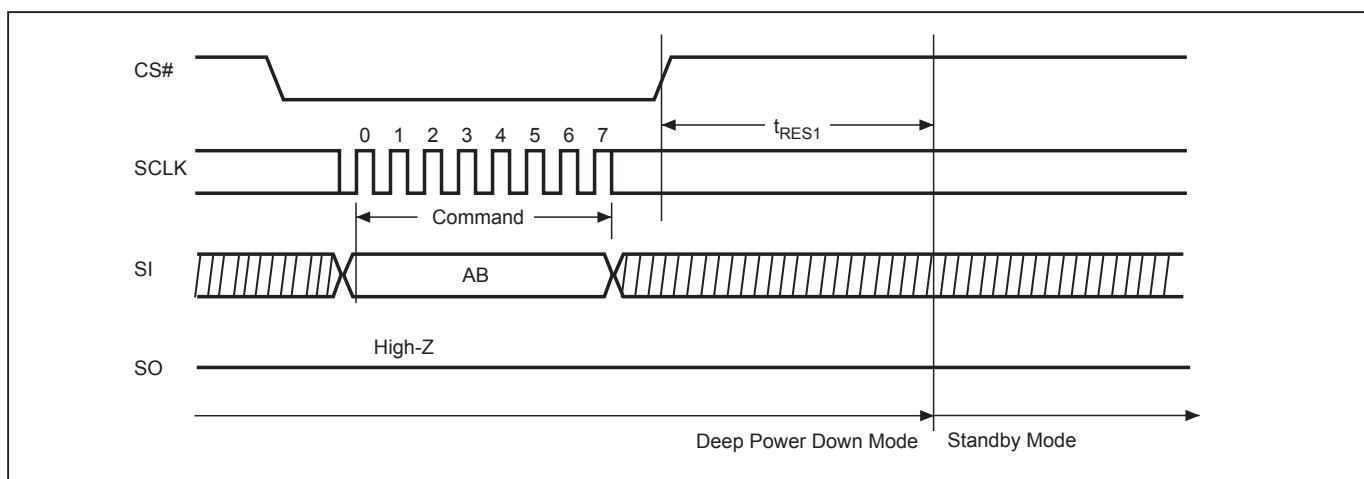 CS#
t_RES1
0 1 2 3 4 5 6 7
SCLK
Command
SI
AB
High-Z
SO
Deep Power Down Mode
Standby Mode